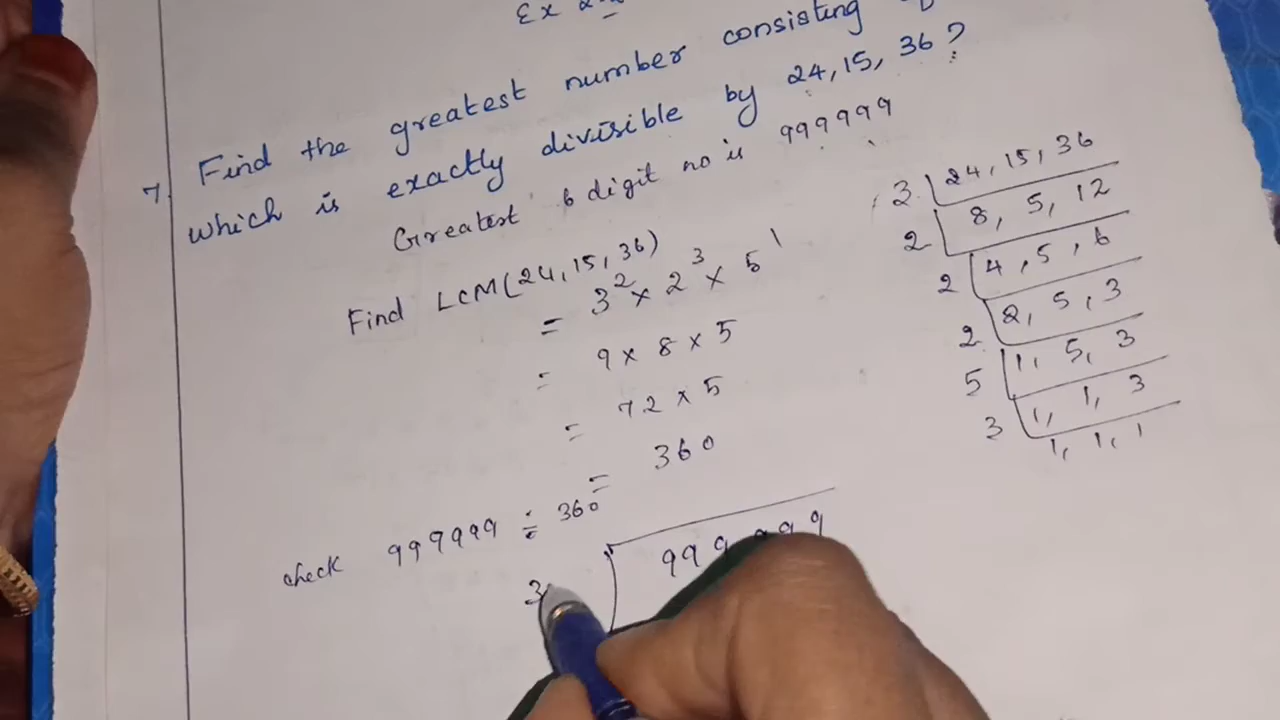 Ex
7. Find the greatest number consisting
which is exactly divisible by 24, 15, 36 ?
Greatest 6 digit no is 999999
Find LCM(24, 15, 36)
= 3² × 2³ × 5¹
= 9 × 8 × 5
= 72 × 5
= 360
check 999999 ÷ 360
3
3 | 24, 15, 36
2 | 8, 5, 12
2 | 4, 5, 6
2 | 2, 5, 3
5 | 1, 5, 3
3 | 1, 1, 3
1, 1, 1